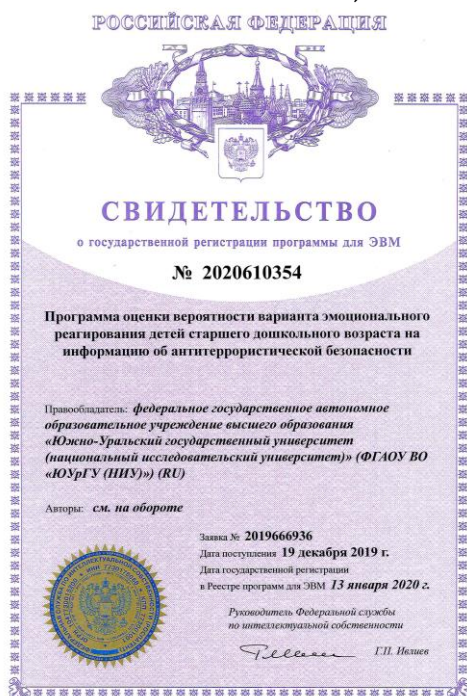 РОССИЙСКАЯ ФЕДЕРАЦИЯ
СВИДЕТЕЛЬСТВО
о государственной регистрации программы для ЭВМ
№ 2020610354
Программа оценки вероятности варианта эмоционального
реагирования детей старшего дошкольного возраста на
информацию об антитеррористической безопасности
Правообладатель: федеральное государственное автономное
образовательное учреждение высшего образования
«Южно-Уральский государственный университет
(национальный исследовательский университет)» (ФГАОУ ВО
«ЮУрГУ (НИУ)») (RU)
Авторы: см. на обороте
Заявка № 2019666936
Дата поступления 19 декабря 2019 г.
Дата государственной регистрации
в Реестре программ для ЭВМ 13 января 2020 г.
Руководитель Федеральной службы
по интеллектуальной собственности
Г.П. Ивлиев